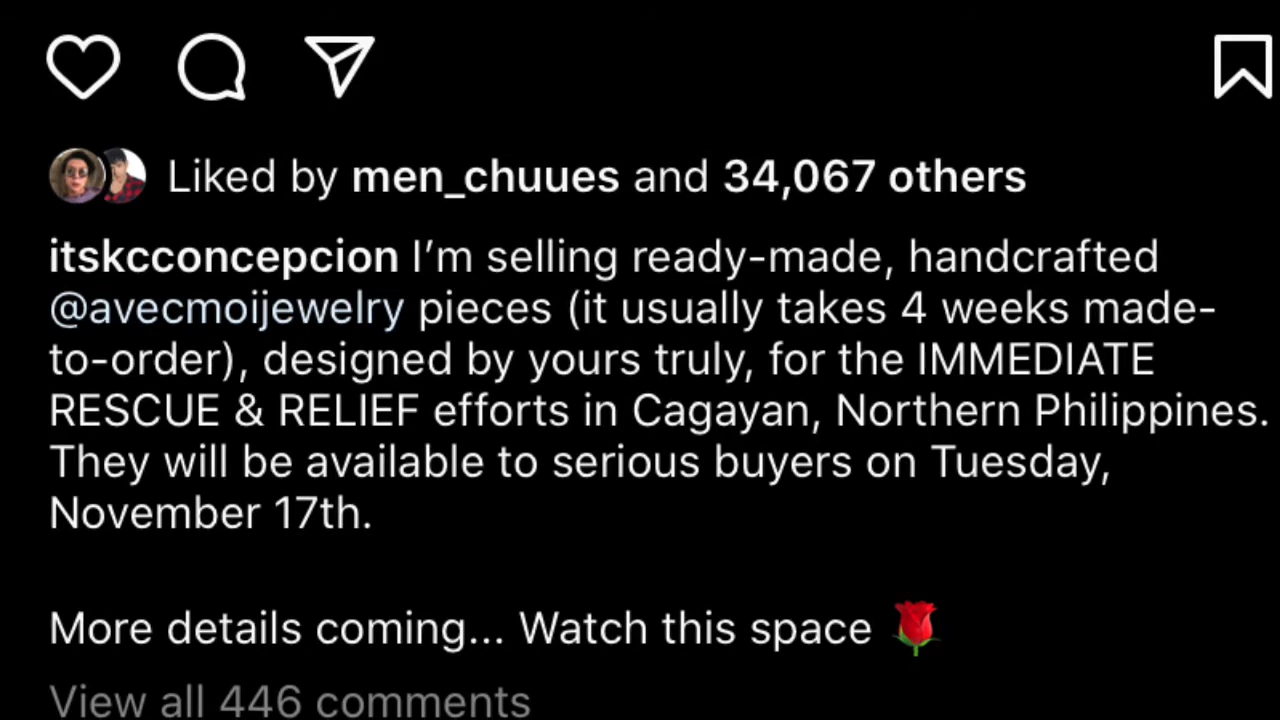 Liked by men_chuues and 34,067 others
itskcconcepcion I’m selling ready-made, handcrafted
@avecmoijewelry pieces (it usually takes 4 weeks made-
to-order), designed by yours truly, for the IMMEDIATE
RESCUE & RELIEF efforts in Cagayan, Northern Philippines.
They will be available to serious buyers on Tuesday,
November 17th.
More details coming... Watch this space 🌹
View all 446 comments